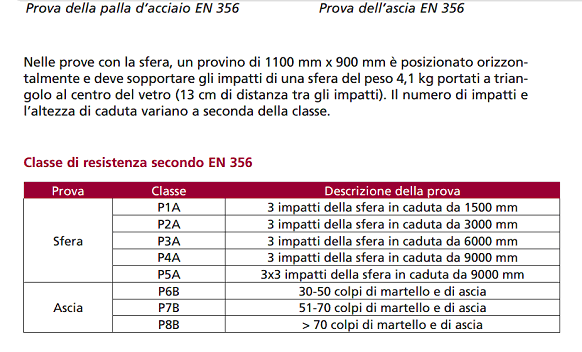 Prova della palla d’acciaio EN 356 Prova dell’ascia EN 356
Nelle prove con la sfera, un provino di 1100 mm x 900 mm è posizionato orizzon-
talmente e deve sopportare gli impatti di una sfera del peso 4,1 kg portati a trian-
golo al centro del vetro (13 cm di distanza tra gli impatti). Il numero di impatti e
l’altezza di caduta variano a seconda della classe.
Classe di resistenza secondo EN 356
Prova Classe Descrizione della prova
P1A 3 impatti della sfera in caduta da 1500 mm
P2A 3 impatti della sfera in caduta da 3000 mm
Sfera P3A 3 impatti della sfera in caduta da 6000 mm
P4A 3 impatti della sfera in caduta da 9000 mm
P5A 3x3 impatti della sfera in caduta da 9000 mm
P6B 30-50 colpi di martello e di ascia
Ascia P7B 51-70 colpi di martello e di ascia
P8B > 70 colpi di martello e di ascia